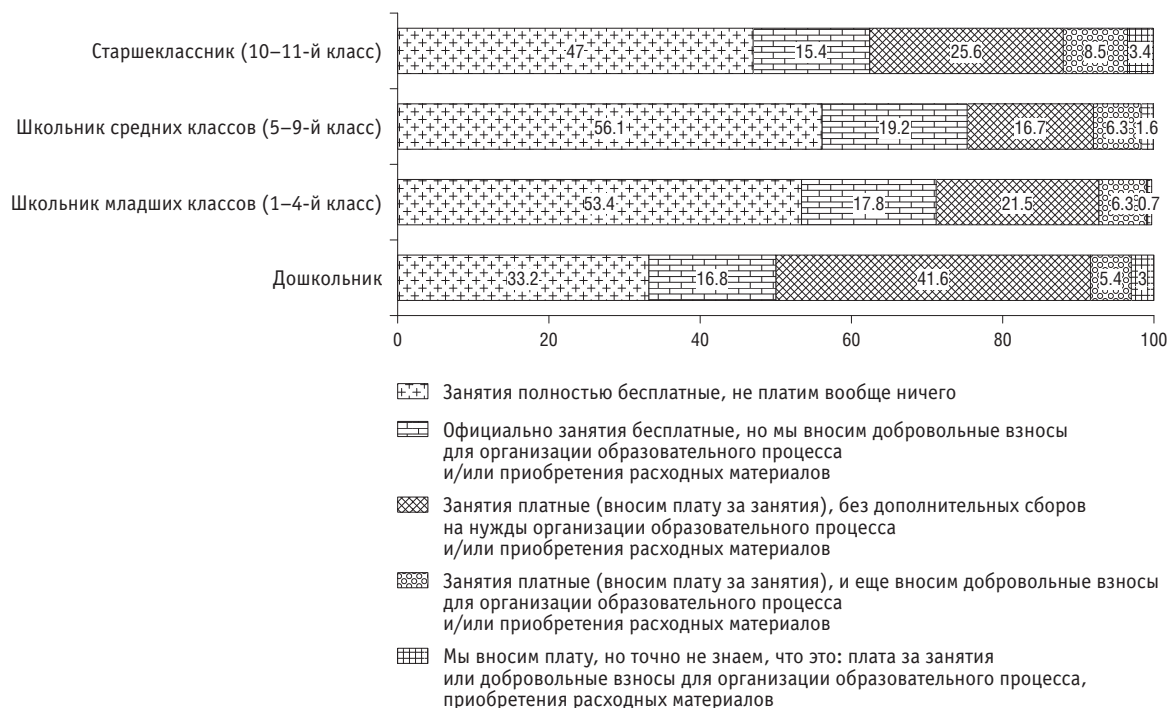 Старшеклассник (10–11-й класс) 47 15.4 25.6 8.5 3.4
Школьник средних классов (5–9-й класс) 56.1 19.2 16.7 6.3 1.6
Школьник младших классов (1–4-й класс) 53.4 17.8 21.5 6.3 0.7
Дошкольник 33.2 16.8 41.6 5.4 3
0 20 40 60 80 100
Занятия полностью бесплатные, не платим вообще ничего
Официально занятия бесплатные, но мы вносим добровольные взносы
для организации образовательного процесса
и/или приобретения расходных материалов
Занятия платные (вносим плату за занятия), без дополнительных сборов
на нужды организации образовательного процесса
и/или приобретения расходных материалов
Занятия платные (вносим плату за занятия), и еще вносим добровольные взносы
для организации образовательного процесса
и/или приобретения расходных материалов
Мы вносим плату, но точно не знаем, что это: плата за занятия
или добровольные взносы для организации образовательного процесса,
приобретения расходных материалов